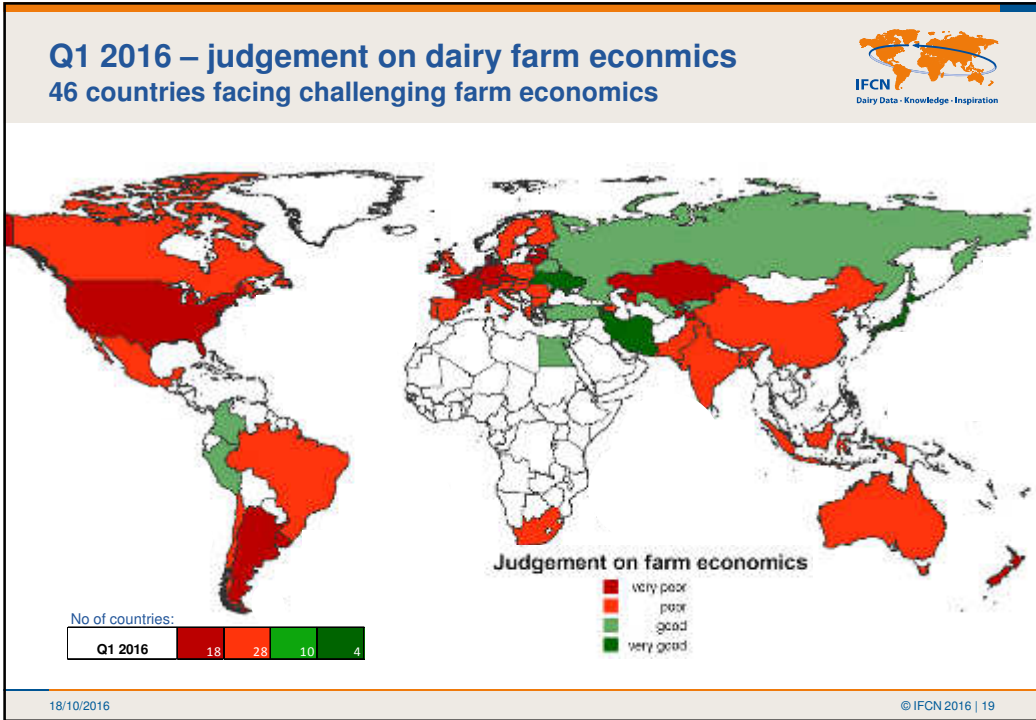 Q1 2016 – judgement on dairy farm econmics
46 countries facing challenging farm economics
IFCN
Dairy Data - Knowledge - Inspiration
Judgement on farm economics
very poor
poor
good
very good
No of countries:
Q1 2016 18 28 10 4
18/10/2016 © IFCN 2016 | 19